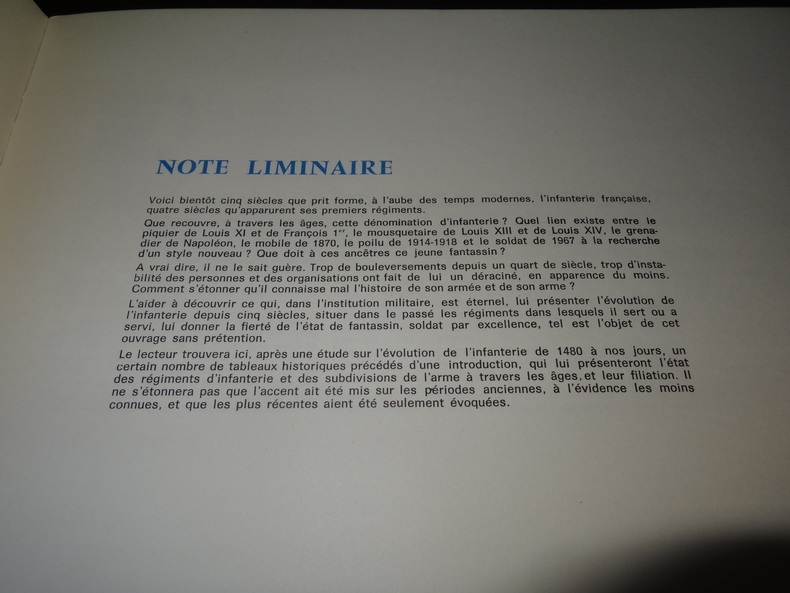 NOTE LIMINAIRE
Voici bientôt cinq siècles que prit forme, à l'aube des temps modernes, l'infanterie française,
quatre siècles qu'apparurent ses premiers régiments.
Que recouvre, à travers les âges, cette dénomination d'infanterie ? Quel lien existe entre le
piquier de Louis XI et de François 1er, le mousquetaire de Louis XIII et de Louis XIV, le grena-
dier de Napoléon, le mobile de 1870, le poilu de 1914-1918 et le soldat de 1967 à la recherche
d'un style nouveau ? Que doit à ces ancêtres ce jeune fantassin ?
A vrai dire, il ne le sait guère. Trop de bouleversements depuis un quart de siècle, trop d'insta-
bilité des personnes et des organisations ont fait de lui un déraciné, en apparence du moins.
Comment s'étonner qu'il connaisse mal l'histoire de son armée et de son arme ?
L'aider à découvrir ce qui, dans l'institution militaire, est éternel, lui présenter l'évolution de
l'infanterie depuis cinq siècles, situer dans le passé les régiments dans lesquels il sert ou a
servi, lui donner la fierté de l'état de fantassin, soldat par excellence, tel est l'objet de cet
ouvrage sans prétention.
Le lecteur trouvera ici, après une étude sur l'évolution de l'infanterie de 1480 à nos jours, un
certain nombre de tableaux historiques précédés d'une introduction, qui lui présenteront l'état
des régiments d'infanterie et des subdivisions de l'arme à travers les âges, et leur filiation. Il
ne s'étonnera pas que l'accent ait été mis sur les périodes anciennes, à l'évidence les moins
connues, et que les plus récentes aient été seulement évoquées.